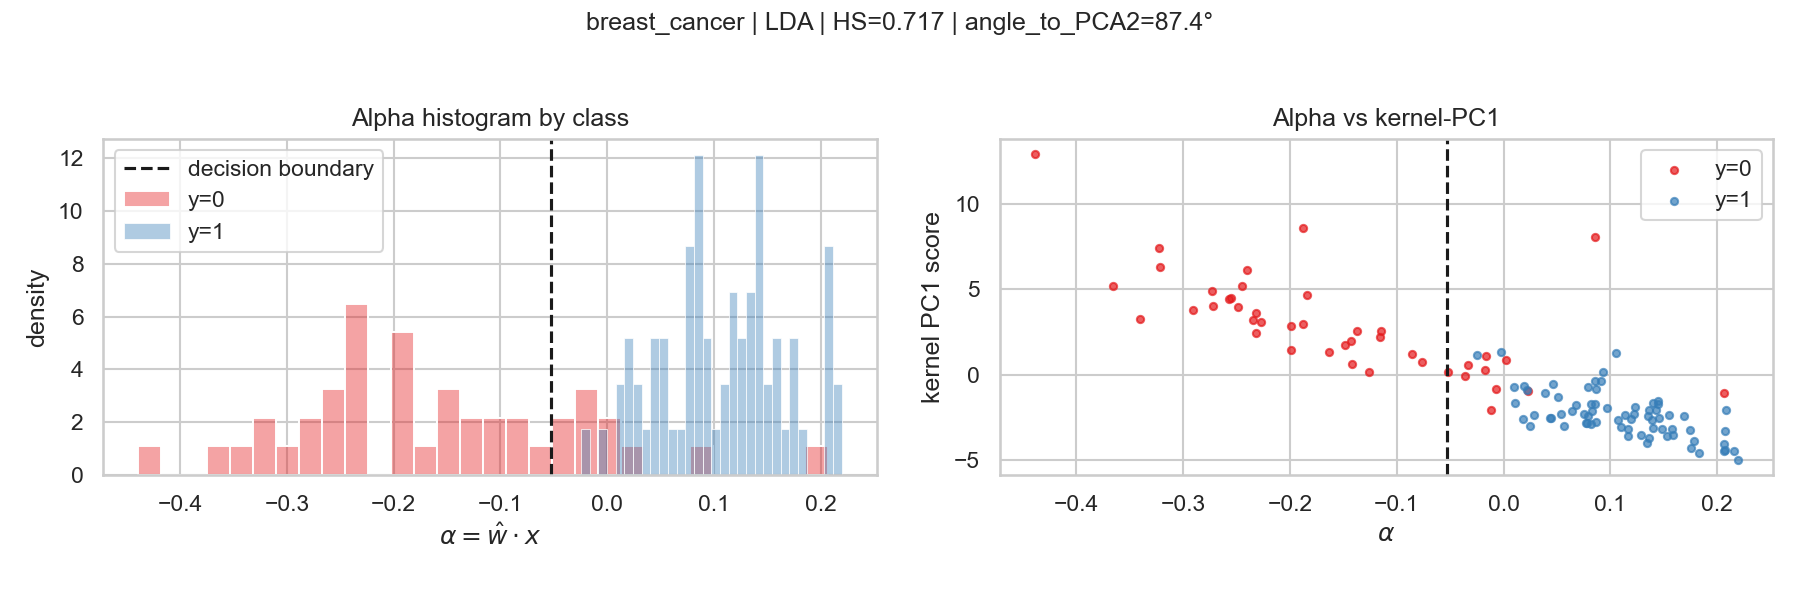 breast_cancer | LDA | HS=0.717 | angle_to_PCA2=87.4°
Alpha histogram by class
density
12
10
8
6
4
2
0
decision boundary
y=0
y=1
−0.4 −0.3 −0.2 −0.1 0.0 0.1 0.2
α = ŵ · x
Alpha vs kernel-PC1
kernel PC1 score
10
5
0
−5
y=0
y=1
−0.4 −0.3 −0.2 −0.1 0.0 0.1 0.2
α